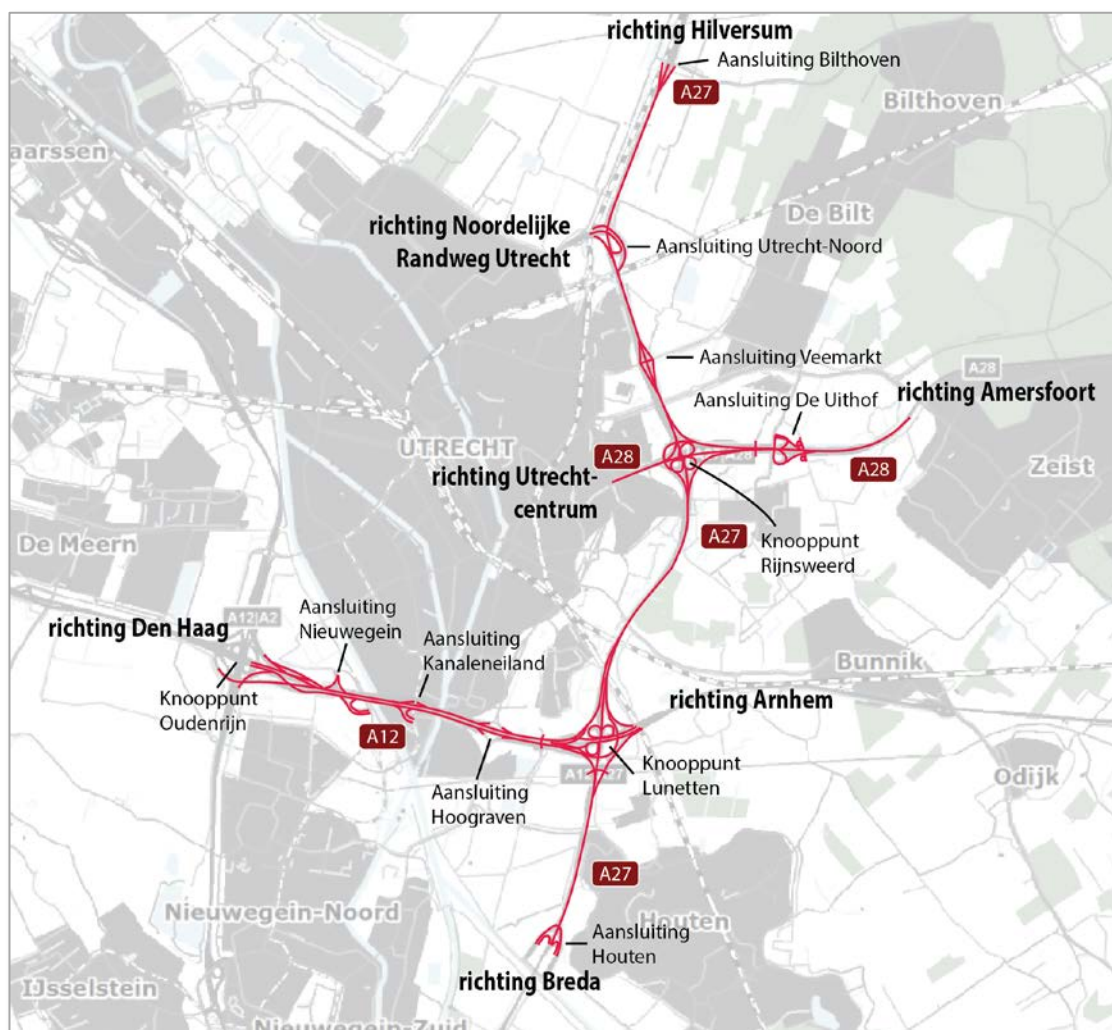 richting Hilversum
Aansluiting Bilthoven
A27
Bilthoven
aarssen
De Bilt
richting Noordelijke
Randweg Utrecht
Aansluiting Utrecht-Noord
Aansluiting Veemarkt
A28
richting Amersfoort
Aansluiting De Uithof
UTRECHT
A28
A28
A28
Zeist
richting Utrecht-
centrum
A27
Knooppunt
Rijnsweerd
De Meern
Aansluiting
Nieuwegein
A12
A2
richting Den Haag
Aansluiting
Kanaleneiland
Bunnik
Knooppunt
Oudenrijn
richting Arnhem
A12
Knooppunt
Lunetten
A12
A27
Odijk
Aansluiting
Hoograven
A27
Nieuwegein-Noord
Houten
Aansluiting
Houten
richting Breda
IJsselstein
Nieuwegein-Zuid